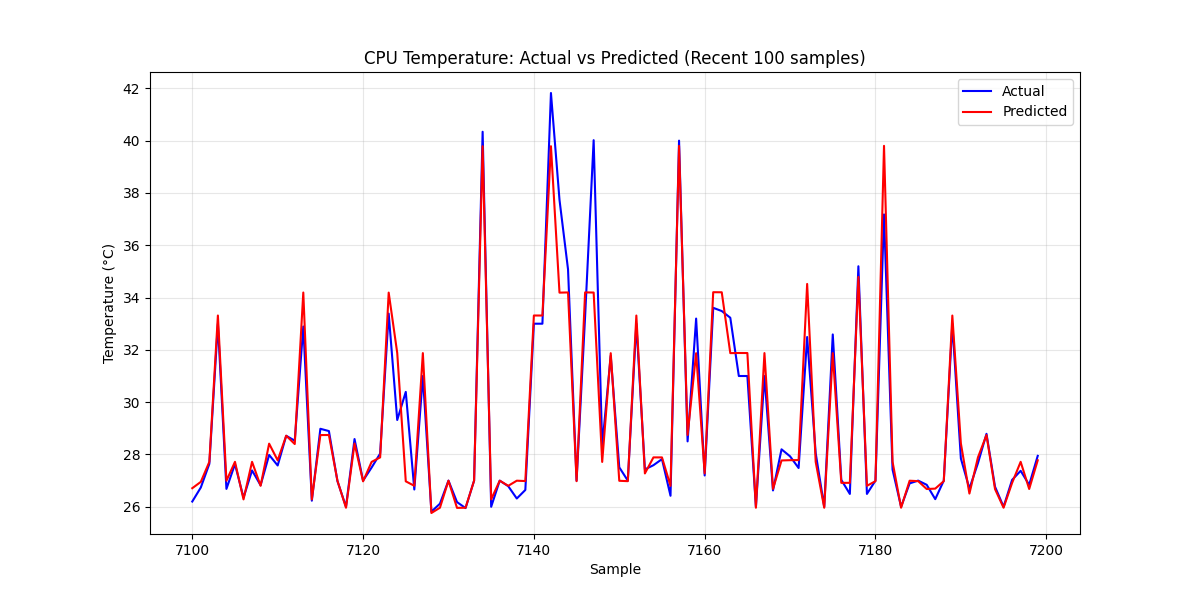 CPU Temperature: Actual vs Predicted (Recent 100 samples)
Actual
Predicted
Temperature (°C)
42
40
38
36
34
32
30
28
26
7100 7120 7140 7160 7180 7200
Sample